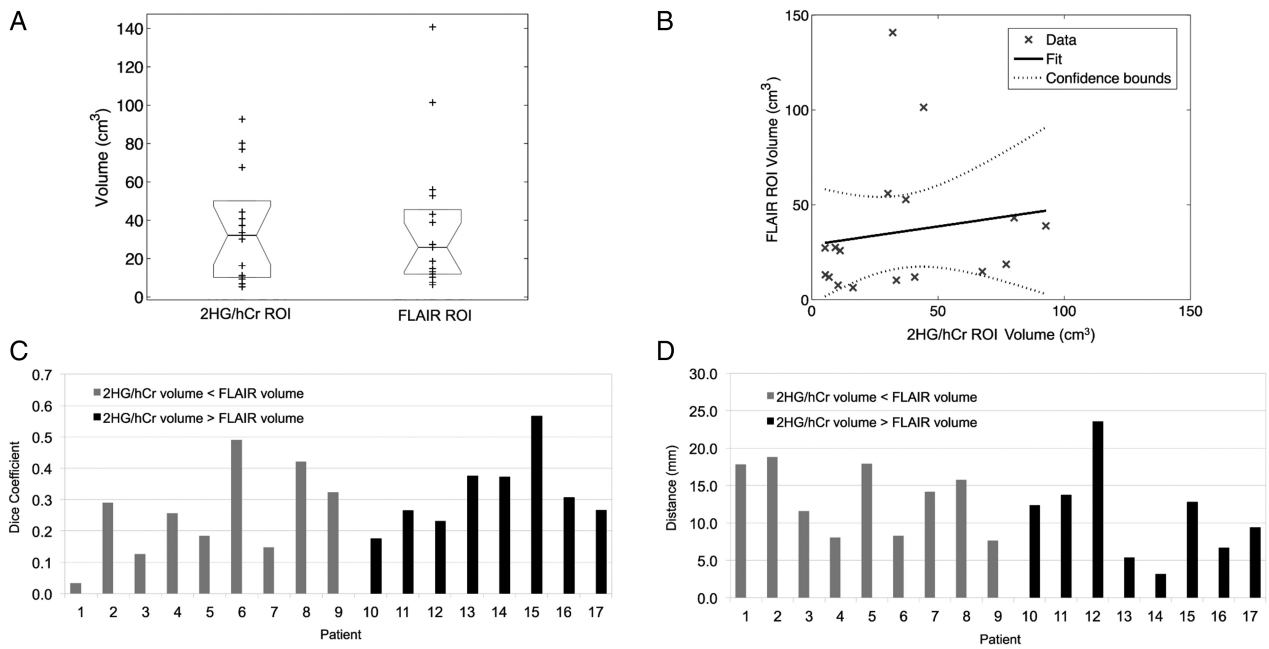 A
140
120
100
80
60
40
20
0
Volume (cm³)
2HG/hCr ROI
FLAIR ROI
B
150
100
50
0
FLAIR ROI Volume (cm³)
Data
Fit
Confidence bounds
0 50 100 150
2HG/hCr ROI Volume (cm³)
C
0.7
0.6
0.5
0.4
0.3
0.2
0.1
0.0
Dice Coefficient
2HG/hCr volume < FLAIR volume
2HG/hCr volume > FLAIR volume
1 2 3 4 5 6 7 8 9 10 11 12 13 14 15 16 17
Patient
D
30.0
25.0
20.0
15.0
10.0
5.0
0.0
Distance (mm)
2HG/hCr volume < FLAIR volume
2HG/hCr volume > FLAIR volume
1 2 3 4 5 6 7 8 9 10 11 12 13 14 15 16 17
Patient